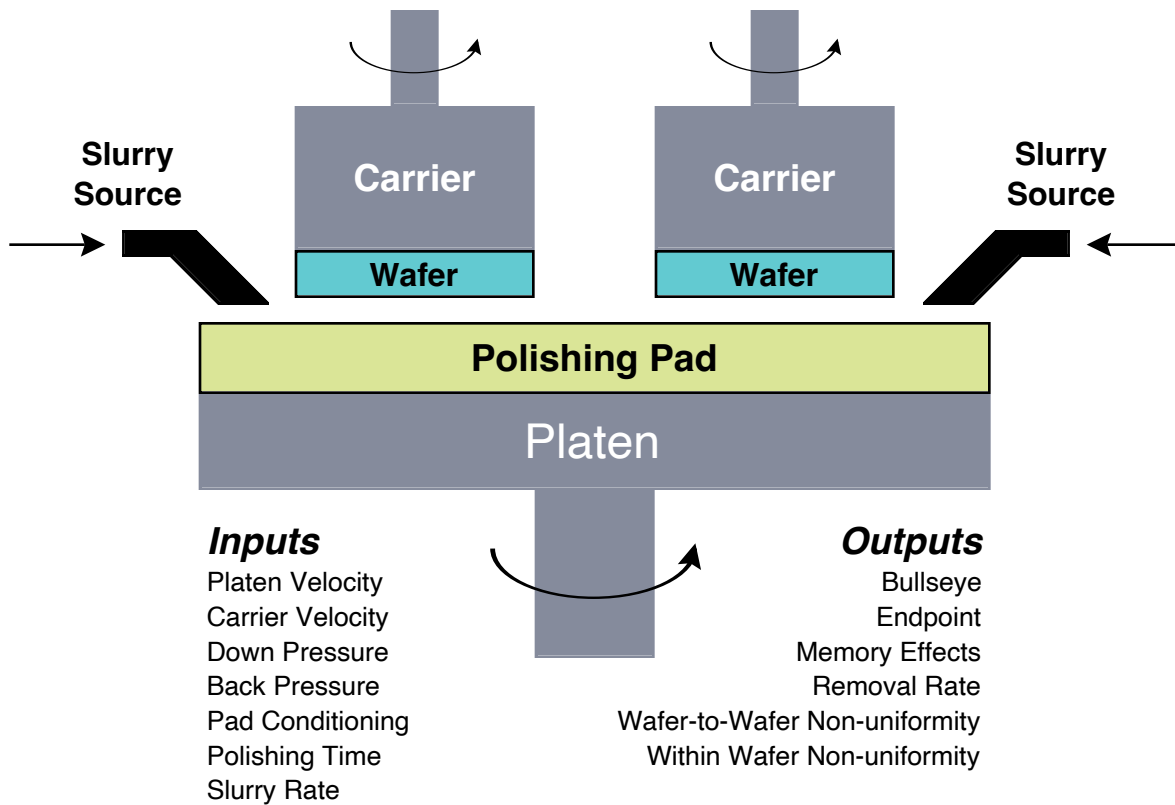 Slurry
Source
Carrier
Carrier
Slurry
Source
Wafer
Wafer
Polishing Pad
Platen
Inputs
Platen Velocity
Carrier Velocity
Down Pressure
Back Pressure
Pad Conditioning
Polishing Time
Slurry Rate
Outputs
Bullseye
Endpoint
Memory Effects
Removal Rate
Wafer-to-Wafer Non-uniformity
Within Wafer Non-uniformity